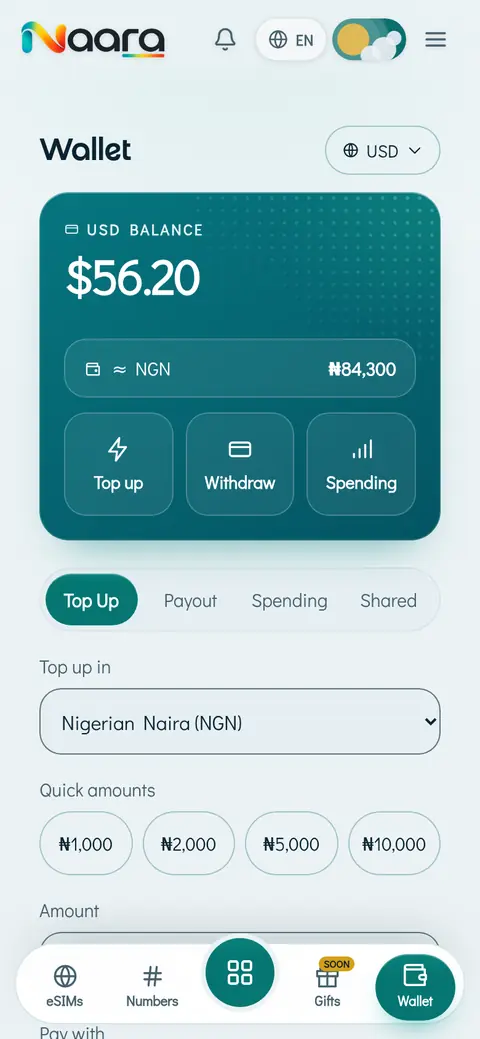 Naara
EN
Wallet
USD
USD BALANCE
$56.20
≈ NGN
₦84,300
Top up
Withdraw
Spending
Top Up
Payout
Spending
Shared
Top up in
Nigerian Naira (NGN)
Quick amounts
₦1,000
₦2,000
₦5,000
₦10,000
Amount
SOON
eSIMs
Numbers
Gifts
Wallet
Pay with